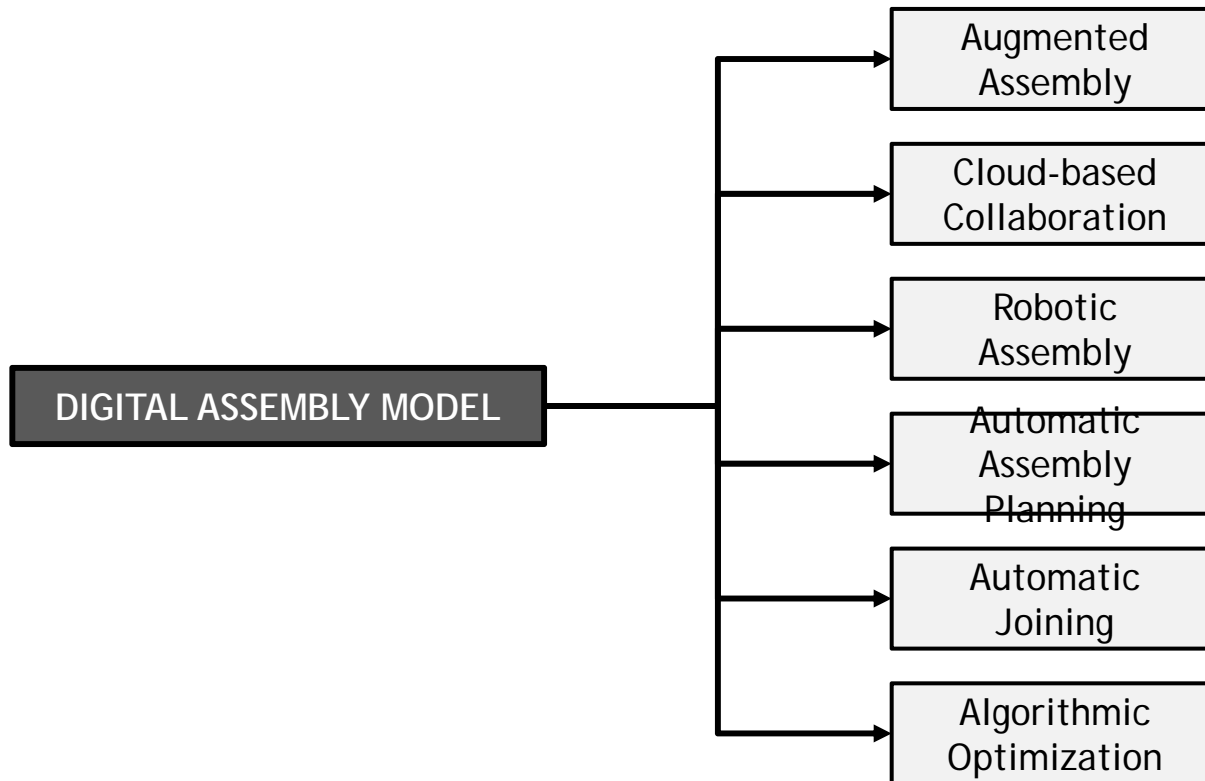 Augmented
Assembly
Cloud-based
Collaboration
Robotic
Assembly
DIGITAL ASSEMBLY MODEL
Automatic
Assembly
Planning
Automatic
Joining
Algorithmic
Optimization